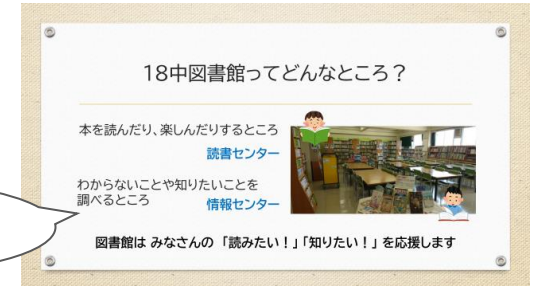 18中図書館ってどんなところ？
本を読んだり、楽しんだりするところ
読書センター
わからないことや知りたいことを
調べるところ
情報センター
図書館は みなさんの 「読みたい！」「知りたい！」 を応援します